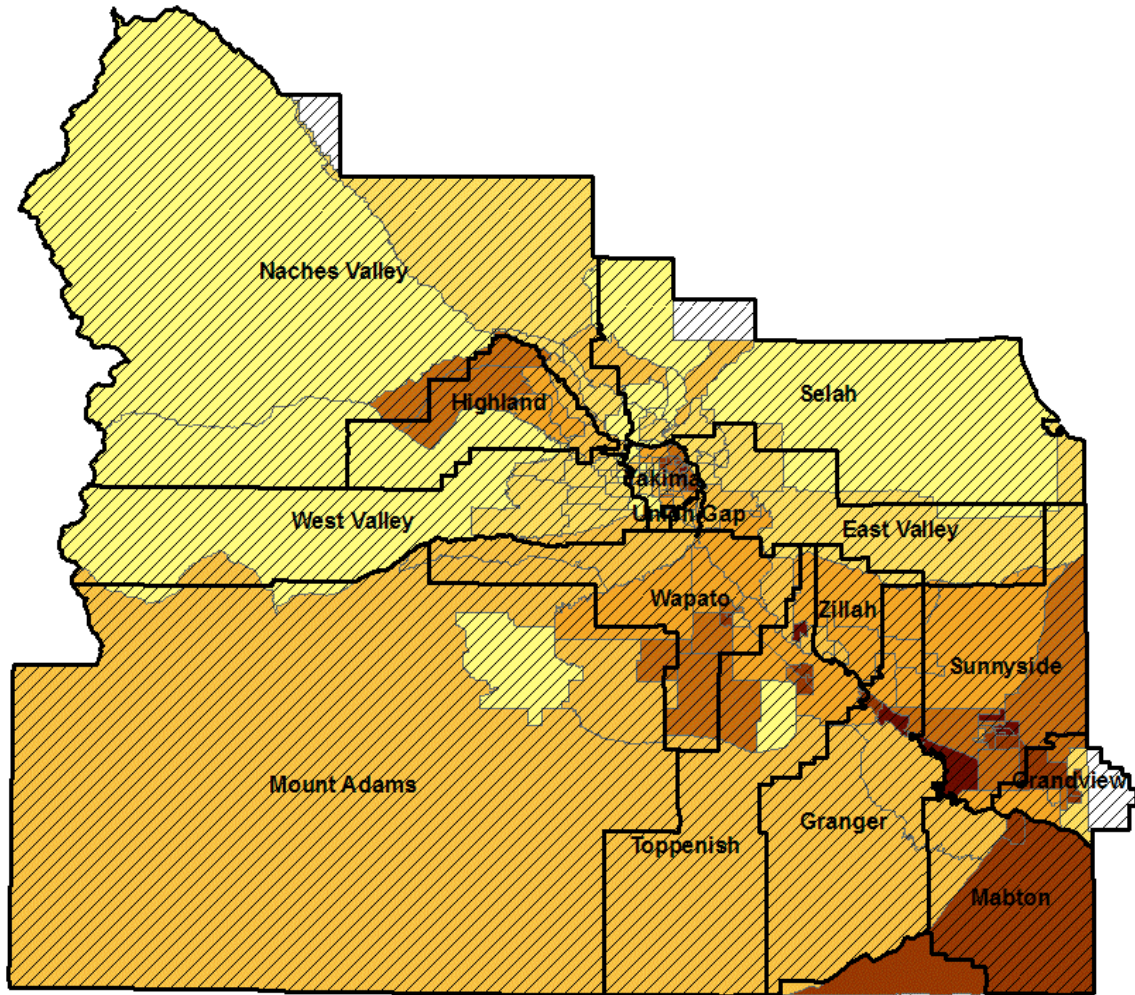 Naches Valley
Selah
Highland
Yakima
West Valley
Union Gap
East Valley
Wapato
Zillah
Sunnyside
Mount Adams
Grandview
Granger
Toppenish
Mabton